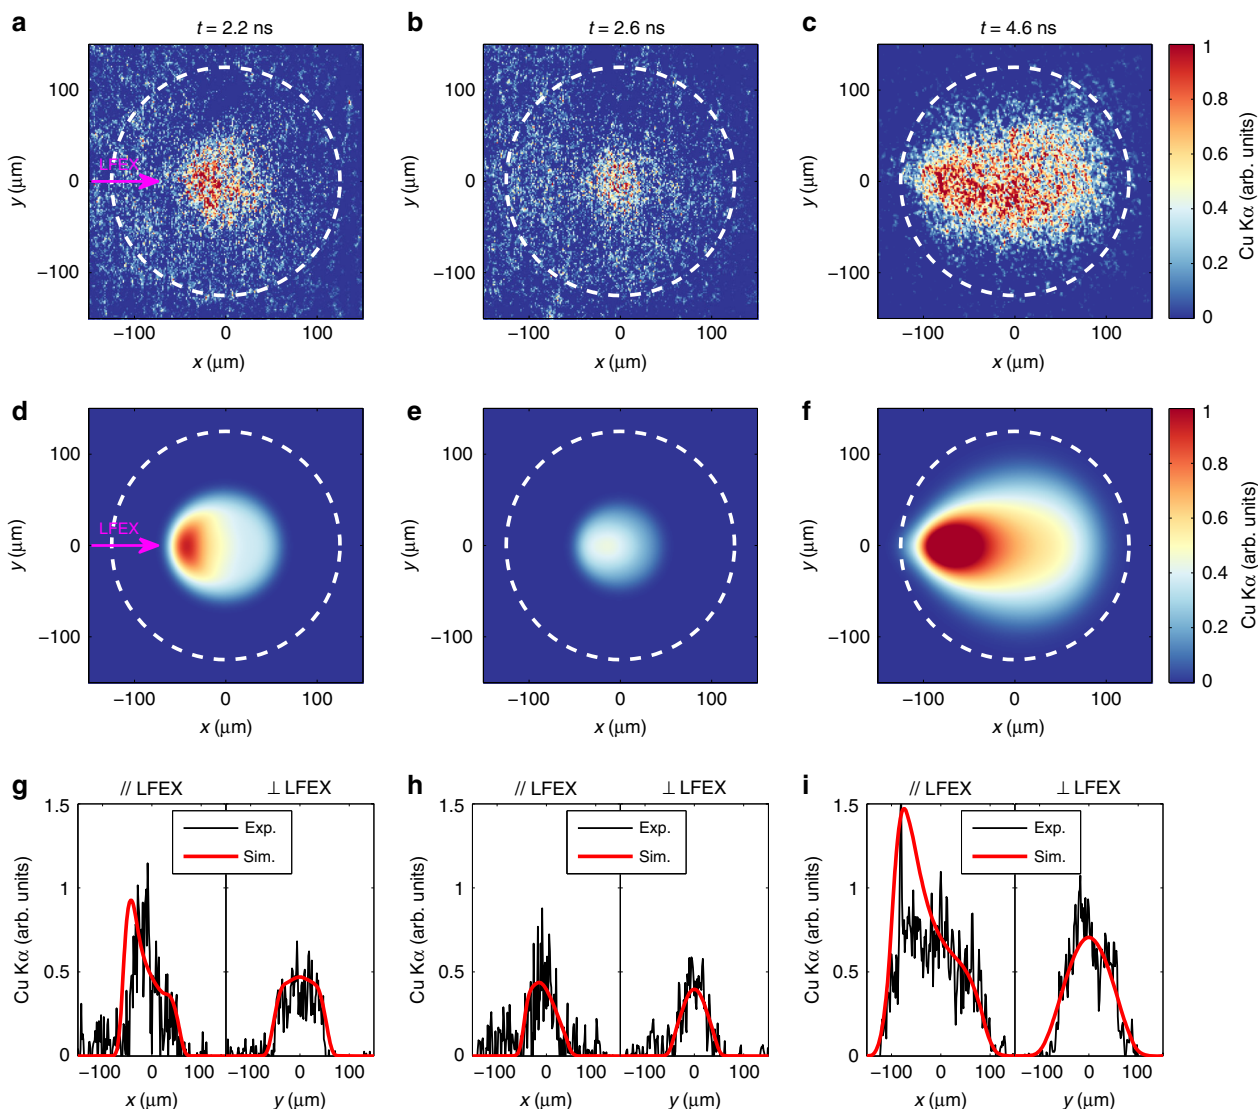 a t = 2.2 ns b t = 2.6 ns c t = 4.6 ns
100 0 −100 y (μm) LFEX −100 0 100 x (μm)
100 0 −100 y (μm) −100 0 100 x (μm)
100 0 −100 y (μm) −100 0 100 x (μm)
1 0.8 0.6 0.4 0.2 0 Cu Kα (arb. units)
d e f
100 0 −100 y (μm) LFEX −100 0 100 x (μm)
100 0 −100 y (μm) −100 0 100 x (μm)
100 0 −100 y (μm) −100 0 100 x (μm)
1 0.8 0.6 0.4 0.2 0 Cu Kα (arb. units)
g // LFEX ⊥ LFEX h // LFEX ⊥ LFEX i // LFEX ⊥ LFEX
1.5 1 0.5 0 Cu Kα (arb. units)
Exp.
Sim.
−100 0 100 −100 0 100
x (μm) y (μm)
1.5 1 0.5 0 Cu Kα (arb. units)
Exp.
Sim.
−100 0 100 −100 0 100
x (μm) y (μm)
1.5 1 0.5 0 Cu Kα (arb. units)
Exp.
Sim.
−100 0 100 −100 0 100
x (μm) y (μm)